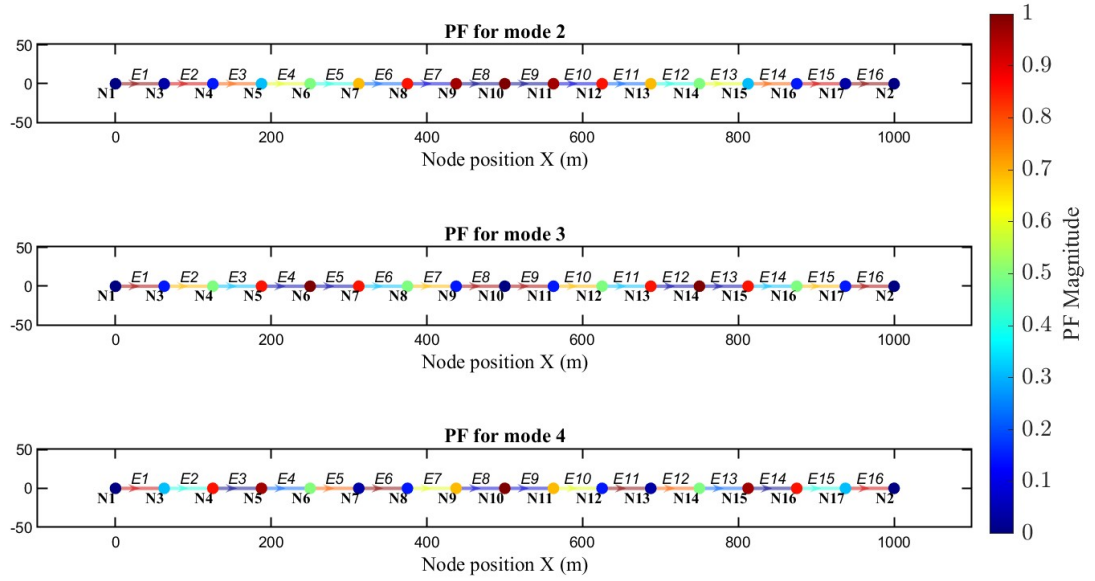 PF for mode 2
50
0
-50
E1 E2 E3 E4 E5 E6 E7 E8 E9 E10 E11 E12 E13 E14 E15 E16
N1 N3 N4 N5 N6 N7 N8 N9 N10 N11 N12 N13 N14 N15 N16 N17 N2
0 200 400 600 800 1000
Node position X (m)
PF for mode 3
50
0
-50
E1 E2 E3 E4 E5 E6 E7 E8 E9 E10 E11 E12 E13 E14 E15 E16
N1 N3 N4 N5 N6 N7 N8 N9 N10 N11 N12 N13 N14 N15 N16 N17 N2
0 200 400 600 800 1000
Node position X (m)
PF for mode 4
50
0
-50
E1 E2 E3 E4 E5 E6 E7 E8 E9 E10 E11 E12 E13 E14 E15 E16
N1 N3 N4 N5 N6 N7 N8 N9 N10 N11 N12 N13 N14 N15 N16 N17 N2
0 200 400 600 800 1000
Node position X (m)
1
0.9
0.8
0.7
0.6
0.5
0.4
0.3
0.2
0.1
0
PF Magnitude